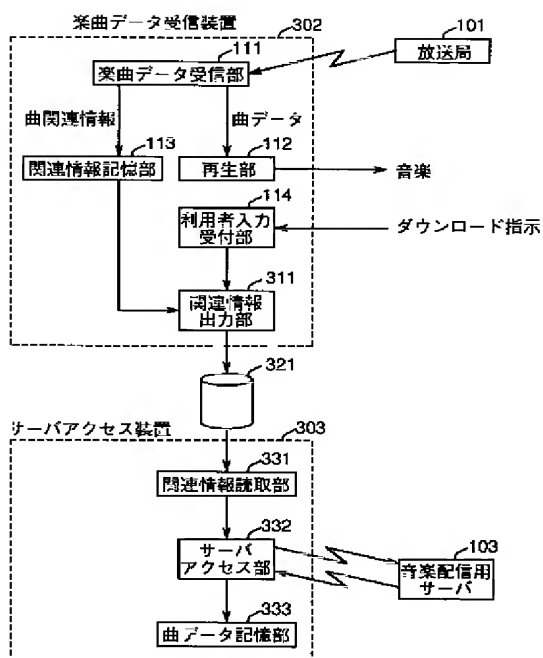 楽曲データ受信装置
302
111
101
楽曲データ受信部
放送局
曲関連情報
曲データ
113
112
関連情報記憶部
再生部
音楽
114
利用者入力
受付部
ダウンロード指示
311
関連情報
出力部
321
サーバアクセス装置
303
331
関連情報読取部
332
103
サーバ
アクセス部
音楽配信用
サーバ
333
曲データ記憶部